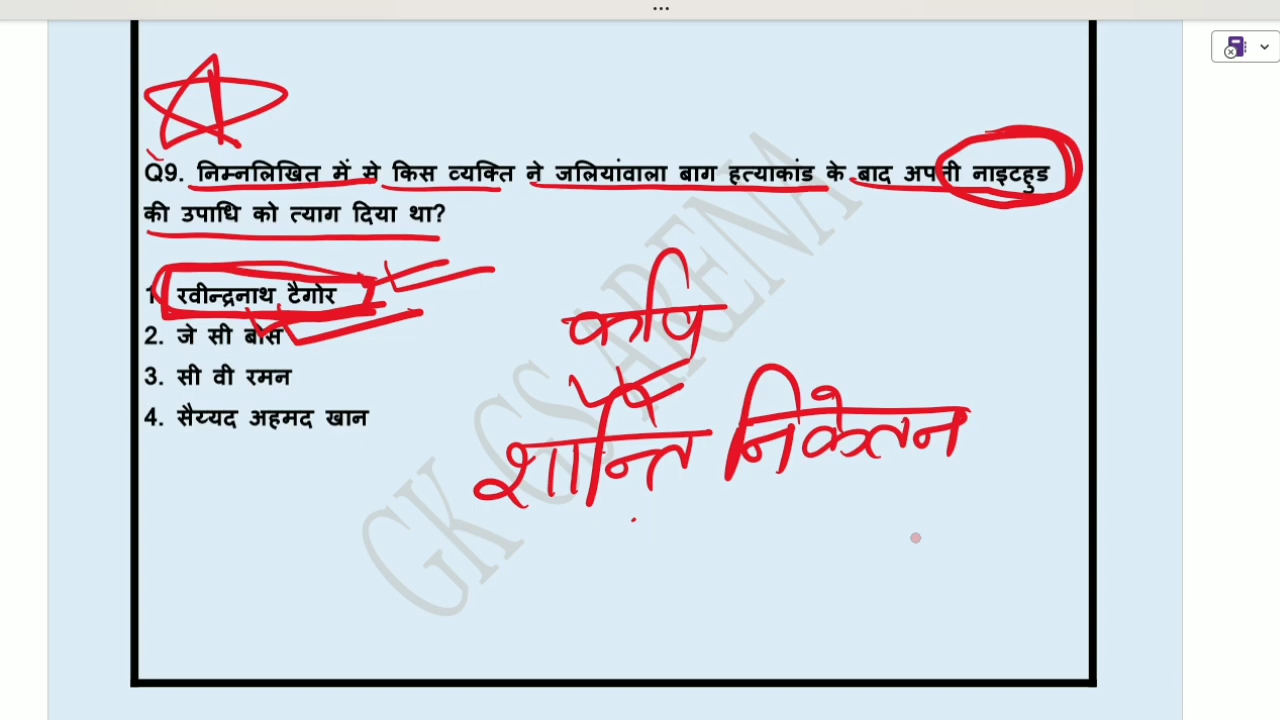 Q9. निम्नलिखित में से किस व्यक्ति ने जलियांवाला बाग हत्याकांड के बाद अपनी नाइटहुड
की उपाधि को त्याग दिया था?
1. रवीन्द्रनाथ टैगोर
2. जे सी बोस
3. सी वी रमन
4. सैय्यद अहमद खान
कवि
शान्ति निकेतन
GK GS ARENA